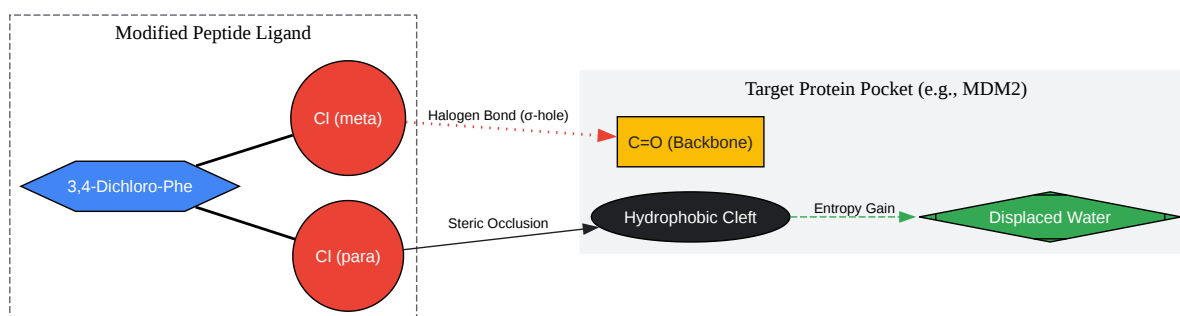 Modified Peptide Ligand
Target Protein Pocket (e.g., MDM2)
Cl (meta)
Halogen Bond (σ-hole)
C=O (Backbone)
3,4-Dichloro-Phe
Steric Occlusion
Hydrophobic Cleft
Entropy Gain
Displaced Water
Cl (para)